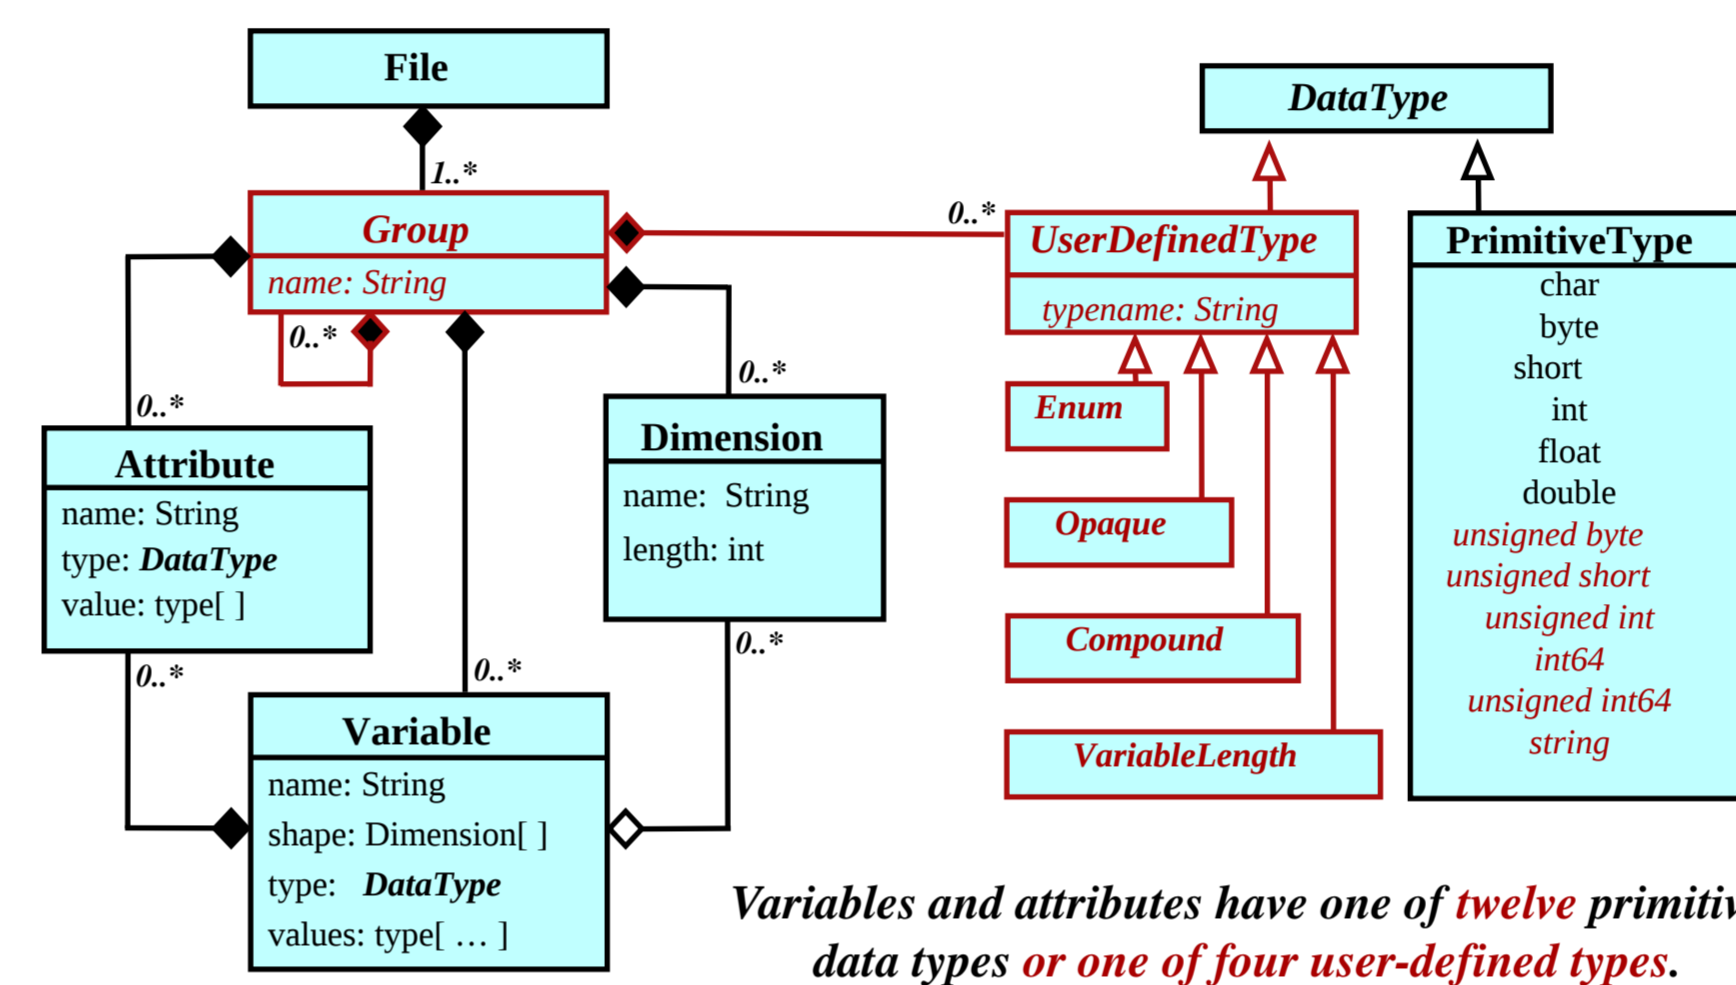 File
1..*
Group
name: String
0..*
0..*
0..*
0..*
0..*
Attribute
name: String
type: DataType
value: type[ ]
0..*
Dimension
name: String
length: int
0..*
Variable
name: String
shape: Dimension[ ]
type: DataType
values: type[ … ]
DataType
UserDefinedType
typename: String
Enum
Opaque
Compound
VariableLength
PrimitiveType
char
byte
short
int
float
double
unsigned byte
unsigned short
unsigned int
int64
unsigned int64
string
Variables and attributes have one of twelve
data types or one of four user-defined types.